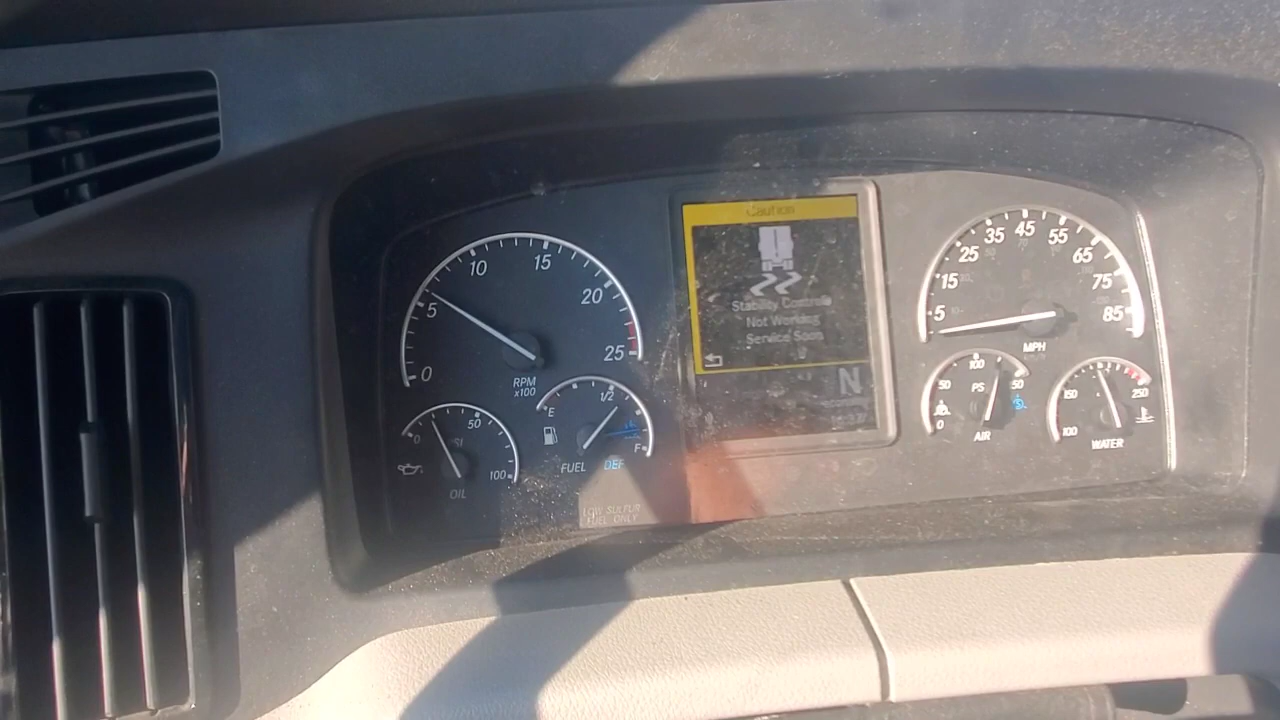 Caution
Stability Controls
Not Working
Service Soon
N
0
5
10
15
20
25
RPM
x100
0
50
100
PSI
OIL
E
1/2
F
FUEL
DEF
LOW SULFUR
FUEL ONLY
5
15
25
35
45
55
65
75
85
MPH
0
50
100
50
PS
AIR
100
150
250
WATER